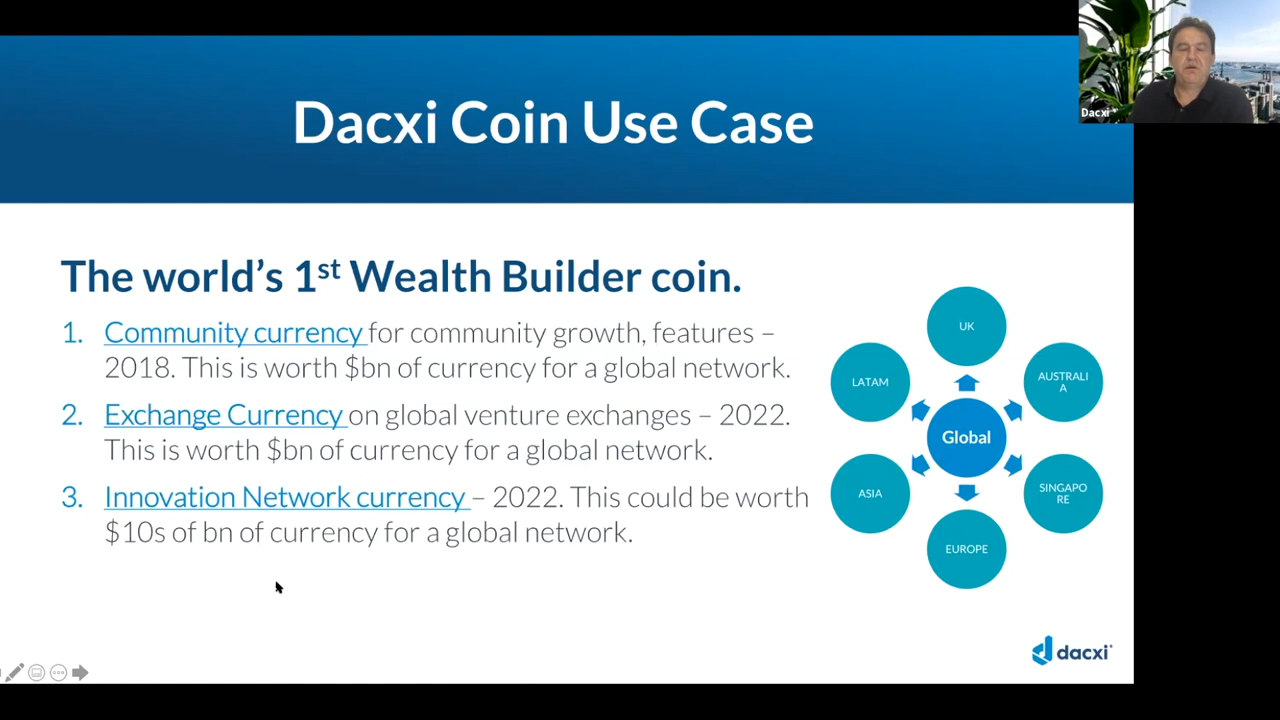 Dacxi Coin Use Case
Dacxi
The world's 1st Wealth Builder coin.
1. Community currency for community growth, features –
2018. This is worth $bn of currency for a global network.
2. Exchange Currency on global venture exchanges – 2022.
This is worth $bn of currency for a global network.
3. Innovation Network currency – 2022. This could be worth
$10s of bn of currency for a global network.
UK
LATAM
AUSTRALI
A
Global
ASIA
SINGAPO
RE
EUROPE
dacxi